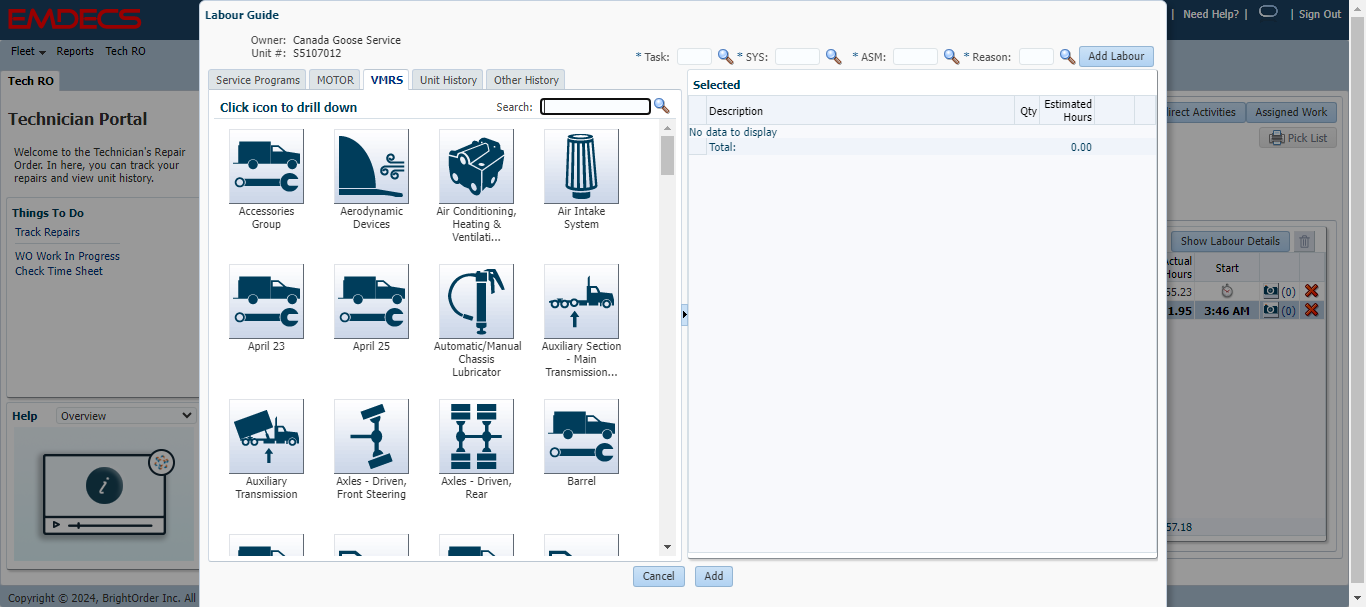 EMDECS
Need Help? |
| Sign Out
Fleet
Reports
Tech RO
Tech RO
Technician Portal
Welcome to the Technician's Repair
Order. In here, you can track your
repairs and view unit history.
Things To Do
Track Repairs
WO Work In Progress
Check Time Sheet
Help
Overview
Copyright © 2024, BrightOrder Inc. All
Labour Guide
Owner: Canada Goose Service
Unit #: S5107012
* Task:
* SYS:
* ASM:
* Reason:
Add Labour
Service Programs
MOTOR
VMRS
Unit History
Other History
Click icon to drill down
Search:
Accessories
Group
Aerodynamic
Devices
Air Conditioning,
Heating &
Ventilati...
Air Intake
System
April 23
April 25
Automatic/Manual
Chassis
Lubricator
Auxiliary Section
- Main
Transmission...
Auxiliary
Transmission
Axles - Driven,
Front Steering
Axles - Driven,
Rear
Barrel
Selected
Description
Qty
Estimated
Hours
No data to display
Total:
0.00
Cancel
Add
irect Activities
Assigned Work
Pick List
Show Labour Details
Actual
Hours
Start
55.23
(0)
1.95
3:46 AM
(0)
57.18